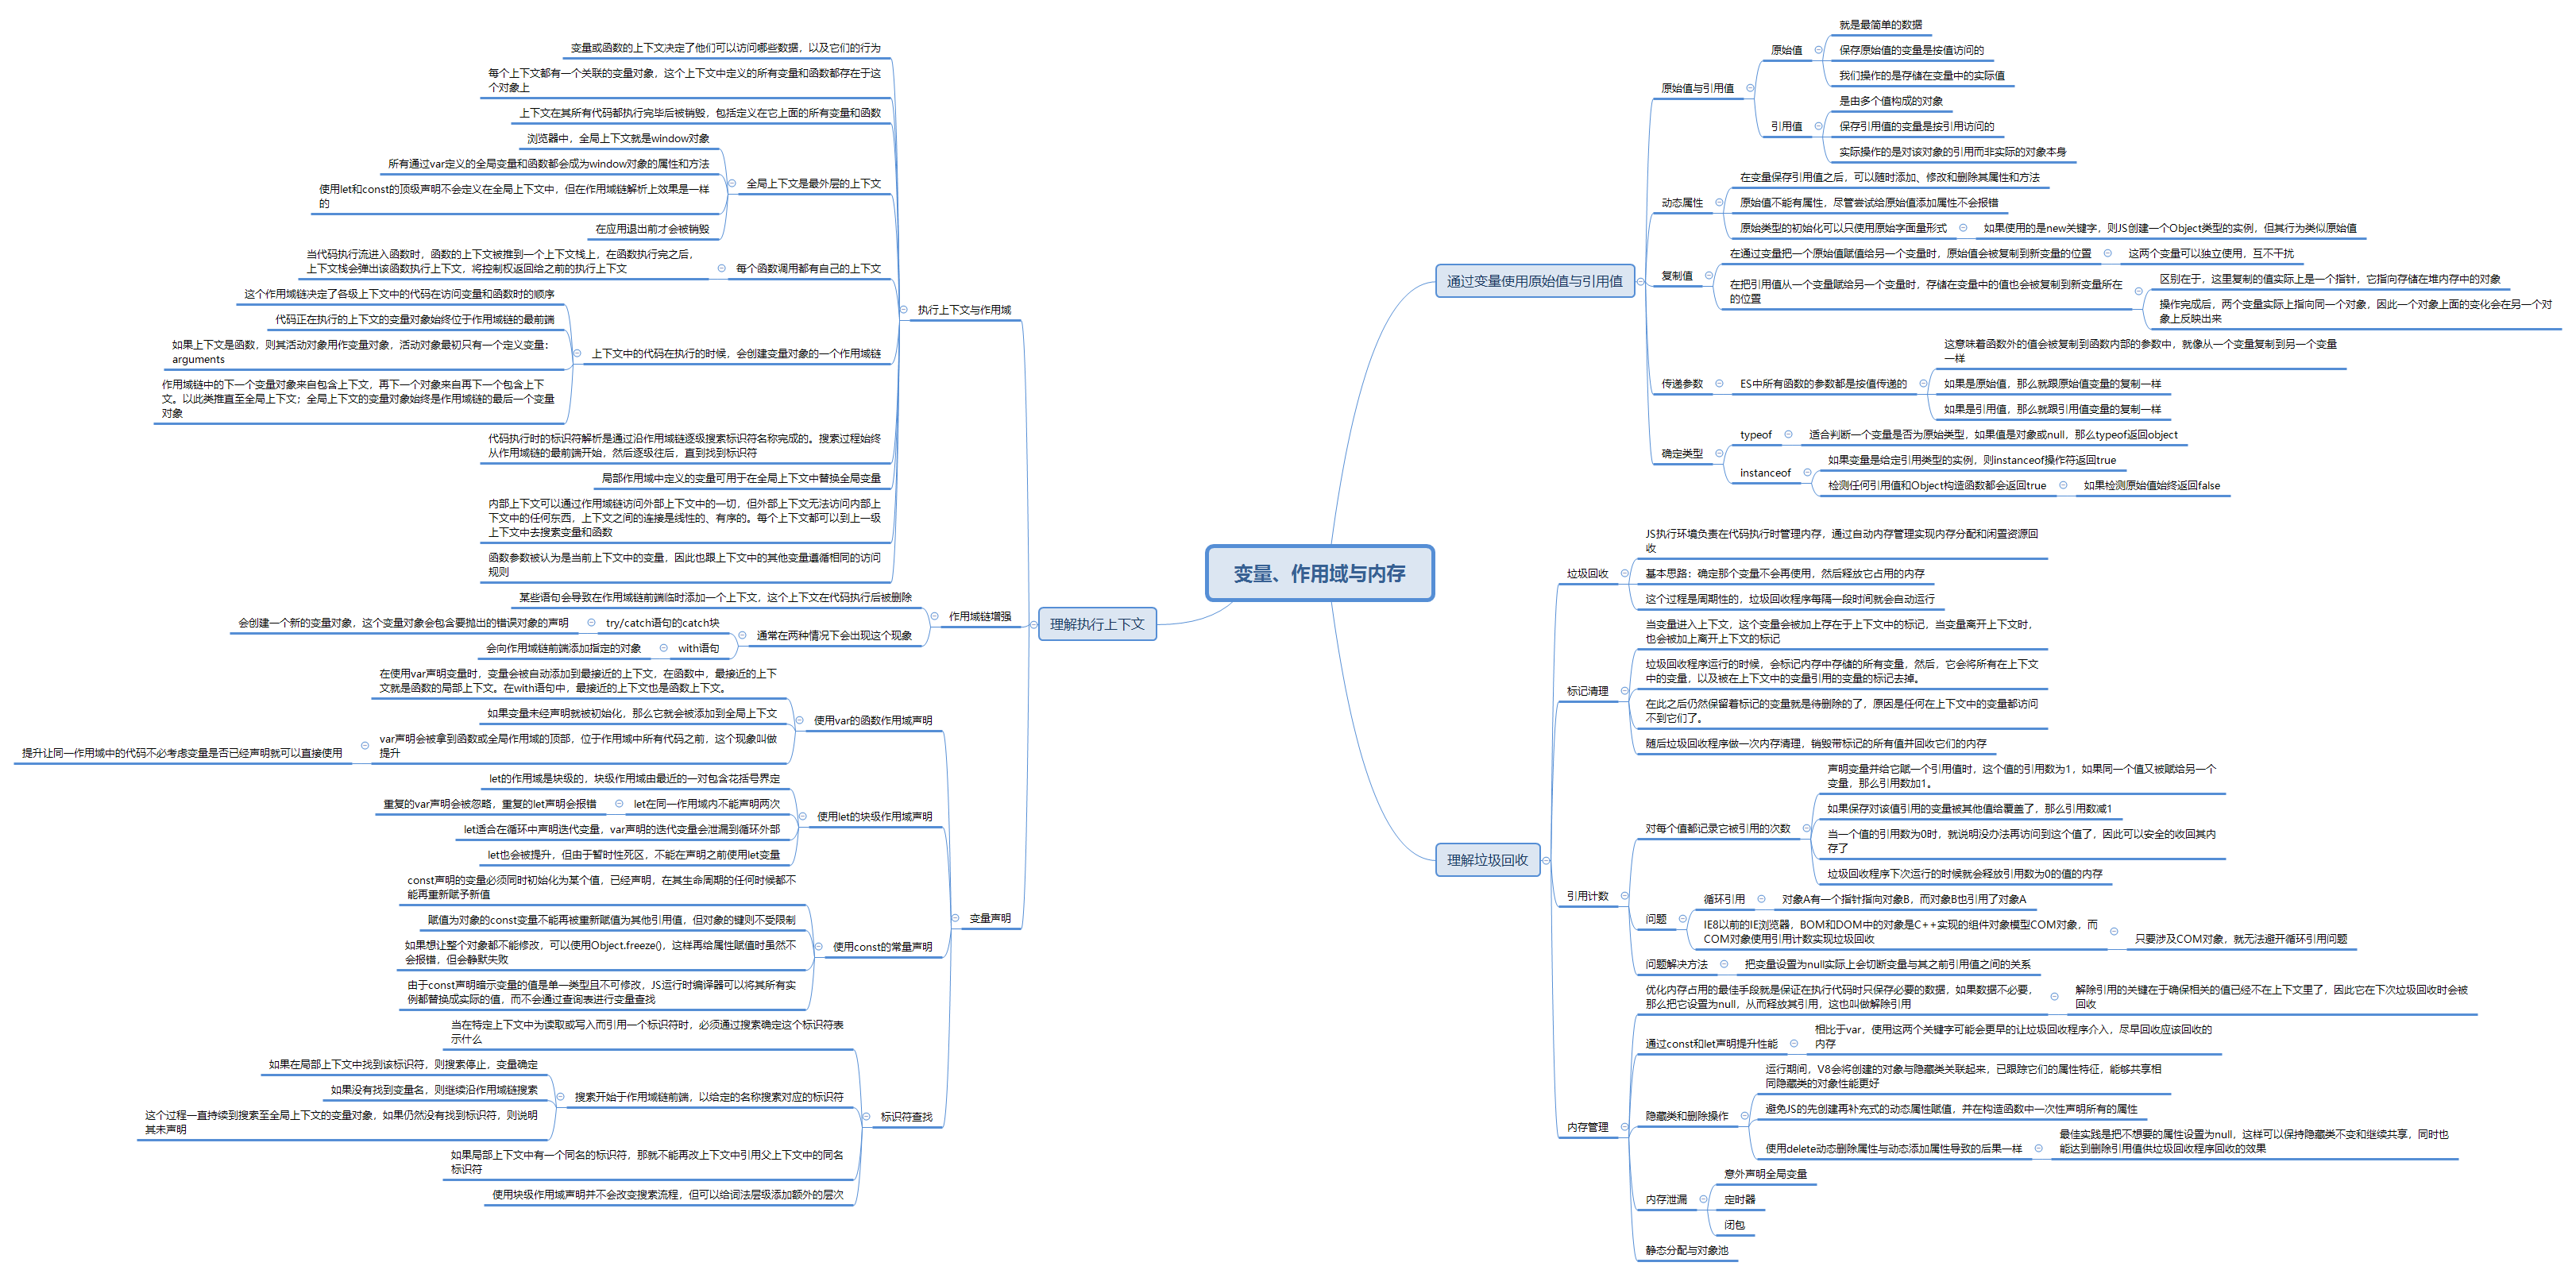 变量、作用域与内存
通过变量使用原始值与引用值
原始值与引用值
原始值
就是最简单的数据
保存原始值的变量是按值访问的
我们操作的是存储在变量中的实际值
引用值
是由多个值构成的对象
保存引用值的变量是按引用访问的
实际操作的是对该对象的引用而非实际的对象本身
动态属性
在变量保存引用值之后，可以随时添加、修改和删除其属性和方法
原始值不能有属性，尽管尝试给原始值添加属性不会报错
原始类型的初始化可以只使用原始字面量形式
如果使用的是new关键字，则JS创建一个Object类型的实例，但其行为类似原始值
复制值
在通过变量把一个原始值赋值给另一个变量时，原始值会被复制到新变量的位置
这两个变量可以独立使用，互不干扰
在把引用值从一个变量赋给另一个变量时，存储在变量中的值也会被复制到新变量所在
的位置
区别在于，这里复制的值实际上是一个指针，它指向存储在堆内存中的对象
操作完成后，两个变量实际上指向同一个对象，因此一个对象上面的变化会在另一个对
象上反映出来
传递参数
ES中所有函数的参数都是按值传递的
这意味着函数外的值会被复制到函数内部的参数中，就像从一个变量复制到另一个变量
一样
如果是原始值，那么就跟原始值变量的复制一样
如果是引用值，那么就跟引用值变量的复制一样
确定类型
typeof
适合判断一个变量是否为原始类型，如果值是对象或null，那么typeof返回object
instanceof
如果变量是给定引用类型的实例，则instanceof操作符返回true
检测任何引用值和Object构造函数都会返回true
如果检测原始值始终返回false
理解执行上下文
执行上下文与作用域
变量或函数的上下文决定了他们可以访问哪些数据，以及它们的行为
每个上下文都有一个关联的变量对象，这个上下文中定义的所有变量和函数都存在于这
个对象上
上下文在其所有代码都执行完毕后被销毁，包括定义在它上面的所有变量和函数
全局上下文是最外层的上下文
浏览器中，全局上下文就是window对象
所有通过var定义的全局变量和函数都会成为window对象的属性和方法
使用let和const的顶级声明不会定义在全局上下文中，但在作用域链解析上效果是一样
的
在应用退出前才会被销毁
每个函数调用都有自己的上下文
当代码执行流进入函数时，函数的上下文被推到一个上下文栈上，在函数执行完之后，
上下文栈会弹出该函数执行上下文，将控制权返回给之前的执行上下文
上下文中的代码在执行的时候，会创建变量对象的一个作用域链
这个作用域链决定了各级上下文中的代码在访问变量和函数时的顺序
代码正在执行的上下文的变量对象始终位于作用域链的最前端
如果上下文是函数，则其活动对象用作变量对象，活动对象最初只有一个定义变量：
arguments
作用域链中的下一个变量对象来自包含上下文，再下一个对象来自再下一个包含上下
文。以此类推直至全局上下文；全局上下文的变量对象始终是作用域链的最后一个变量
对象
代码执行时的标识符解析是通过沿作用域链逐级搜索标识符名称完成的。搜索过程始终
从作用域链的最前端开始，然后逐级往后，直到找到标识符
局部作用域中定义的变量可用于在全局上下文中替换全局变量
内部上下文可以通过作用域链访问外部上下文中的一切，但外部上下文无法访问内部上
下文中的任何东西，上下文之间的连接是线性的、有序的。每个上下文都可以到上一级
上下文中去搜索变量和函数
函数参数被认为是当前上下文中的变量，因此也跟上下文中的其他变量遵循相同的访问
规则
作用域链增强
某些语句会导致在作用域链前端临时添加一个上下文，这个上下文在代码执行后被删除
通常在两种情况下会出现这个现象
try/catch语句的catch块
会创建一个新的变量对象，这个变量对象会包含要抛出的错误对象的声明
with语句
会向作用域链前端添加指定的对象
变量声明
使用var的函数作用域声明
在使用var声明变量时，变量会被自动添加到最接近的上下文，在函数中，最接近的上下
文就是函数的局部上下文。在with语句中，最接近的上下文也是函数上下文。
如果变量未经声明就被初始化，那么它就会被添加到全局上下文
var声明会被拿到函数或全局作用域的顶部，位于作用域中所有代码之前，这个现象叫做
提升
提升让同一作用域中的代码不必考虑变量是否已经声明就可以直接使用
使用let的块级作用域声明
let的作用域是块级的，块级作用域由最近的一对包含花括号界定
let在同一作用域内不能声明两次
重复的var声明会被忽略，重复的let声明会报错
let适合在循环中声明迭代变量，var声明的迭代变量会泄漏到循环外部
let也会被提升，但由于暂时性死区，不能在声明之前使用let变量
使用const的常量声明
const声明的变量必须同时初始化为某个值，已经声明，在其生命周期的任何时候都不
能再重新赋予新值
赋值为对象的const变量不能再被重新赋值为其他引用值，但对象的键则不受限制
如果想让整个对象都不能修改，可以使用Object.freeze()，这样再给属性赋值时虽然不
会报错，但会静默失败
由于const声明暗示变量的值是单一类型且不可修改，JS运行时编译器可以将其所有实
例都替换成实际的值，而不会通过查询表进行变量查找
标识符查找
当在特定上下文中为读取或写入而引用一个标识符时，必须通过搜索确定这个标识符表
示什么
搜索开始于作用域链前端，以给定的名称搜索对应的标识符
如果在局部上下文中找到该标识符，则搜索停止，变量确定
如果没有找到变量名，则继续沿作用域链搜索
这个过程一直持续到搜索至全局上下文的变量对象，如果仍然没有找到标识符，则说明
其未声明
如果局部上下文中有一个同名的标识符，那就不能再改上下文中引用父上下文中的同名
标识符
使用块级作用域声明并不会改变搜索流程，但可以给词法层级添加额外的层次
理解垃圾回收
垃圾回收
JS执行环境负责在代码执行时管理内存，通过自动内存管理实现内存分配和闲置资源回
收
基本思路：确定那个变量不会再使用，然后释放它占用的内存
这个过程是周期性的，垃圾回收程序每隔一段时间就会自动运行
标记清理
当变量进入上下文，这个变量会被加上存在于上下文中的标记，当变量离开上下文时，
也会被加上离开上下文的标记
垃圾回收程序运行的时候，会标记内存中存储的所有变量，然后，它会将所有在上下文
中的变量，以及被在上下文中的变量引用的变量的标记去掉。
在此之后仍然保留着标记的变量就是待删除的了，原因是任何在上下文中的变量都访问
不到它们了。
随后垃圾回收程序做一次内存清理，销毁带标记的所有值并回收它们的内存
引用计数
对每个值都记录它被引用的次数
声明变量并给它赋一个引用值时，这个值的引用数为1，如果同一个值又被赋给另一个
变量，那么引用数加1。
如果保存对该值引用的变量被其他值给覆盖了，那么引用数减1
当一个值的引用数为0时，就说明没办法再访问到这个值了，因此可以安全的收回其内
存了
垃圾回收程序下次运行的时候就会释放引用数为0的值的内存
问题
循环引用
对象A有一个指针指向对象B，而对象B也引用了对象A
IE8以前的IE浏览器，BOM和DOM中的对象是C++实现的组件对象模型COM对象，而
COM对象使用引用计数实现垃圾回收
只要涉及COM对象，就无法避开循环引用问题
问题解决方法
把变量设置为null实际上会切断变量与其之前引用值之间的关系
内存管理
优化内存占用的最佳手段就是保证在执行代码时只保存必要的数据，如果数据不必要，
那么把它设置为null，从而释放其引用，这也叫做解除引用
解除引用的关键在于确保相关的值已经不在上下文里了，因此它在下次垃圾回收时会被
回收
通过const和let声明提升性能
相比于var，使用这两个关键字可能会更早的让垃圾回收程序介入，尽早回收应该回收的
内存
隐藏类和删除操作
运行期间，V8会将创建的对象与隐藏类关联起来，已跟踪它们的属性特征，能够共享相
同隐藏类的对象性能更好
避免JS的先创建再补充式的动态属性赋值，并在构造函数中一次性声明所有的属性
使用delete动态删除属性与动态添加属性导致的后果一样
最佳实践是把不想要的属性设置为null，这样可以保持隐藏类不变和继续共享，同时也
能达到删除引用值供垃圾回收程序回收的效果
内存泄漏
意外声明全局变量
定时器
闭包
静态分配与对象池